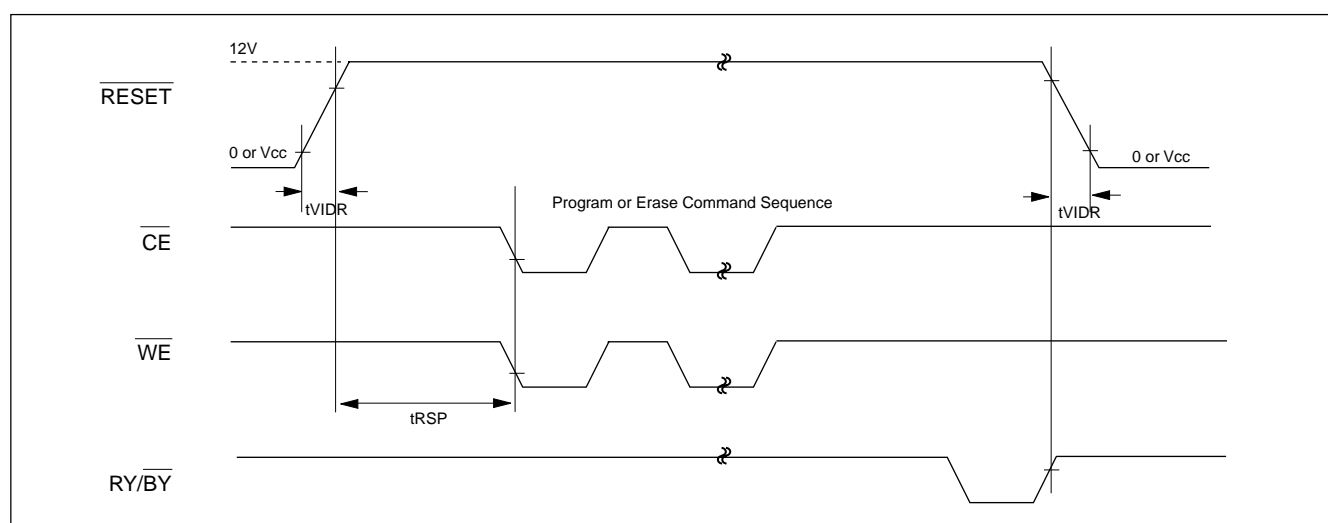 12V
RESET
0 or Vcc
0 or Vcc
tVIDR
Program or Erase Command Sequence
tVIDR
CE
WE
tRSP
RY/BY